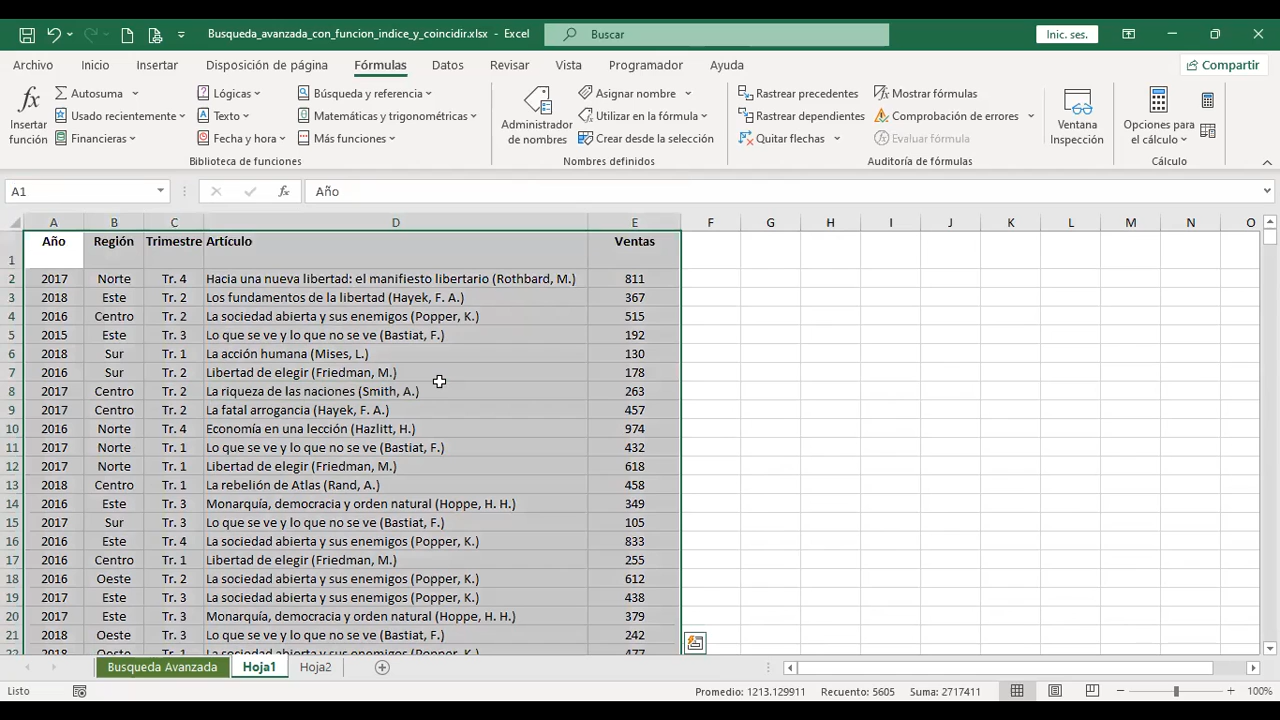 Busqueda_avanzada_con_funcion_indice_y_coincidir.xlsx - Excel
Buscar
Inic. ses.
Archivo Inicio Insertar Disposición de página Fórmulas Datos Revisar Vista Programador Ayuda Compartir
fx Insertar función
Autosuma
Usado recientemente
Financieras
Lógicas
Texto
Fecha y hora
Búsqueda y referencia
Matemáticas y trigonométricas
Más funciones
Biblioteca de funciones
Administrador de nombres
Asignar nombre
Utilizar en la fórmula
Crear desde la selección
Nombres definidos
Rastrear precedentes
Rastrear dependientes
Quitar flechas
Mostrar fórmulas
Comprobación de errores
Evaluar fórmula
Auditoría de fórmulas
Ventana Inspección
Opciones para el cálculo
Cálculo
A1 fx Año
A B C D E F G H I J K L M N O
1 Año Región Trimestre Artículo Ventas
2 2017 Norte Tr. 4 Hacia una nueva libertad: el manifiesto libertario (Rothbard, M.) 811
3 2018 Este Tr. 2 Los fundamentos de la libertad (Hayek, F. A.) 367
4 2016 Centro Tr. 2 La sociedad abierta y sus enemigos (Popper, K.) 515
5 2015 Este Tr. 3 Lo que se ve y lo que no se ve (Bastiat, F.) 192
6 2018 Sur Tr. 1 La acción humana (Mises, L.) 130
7 2016 Sur Tr. 2 Libertad de elegir (Friedman, M.) 178
8 2017 Centro Tr. 2 La riqueza de las naciones (Smith, A.) 263
9 2017 Centro Tr. 2 La fatal arrogancia (Hayek, F. A.) 457
10 2016 Norte Tr. 4 Economía en una lección (Hazlitt, H.) 974
11 2017 Norte Tr. 1 Lo que se ve y lo que no se ve (Bastiat, F.) 432
12 2017 Norte Tr. 1 Libertad de elegir (Friedman, M.) 618
13 2018 Centro Tr. 1 La rebelión de Atlas (Rand, A.) 458
14 2016 Este Tr. 3 Monarquía, democracia y orden natural (Hoppe, H. H.) 349
15 2017 Sur Tr. 3 Lo que se ve y lo que no se ve (Bastiat, F.) 105
16 2016 Este Tr. 4 La sociedad abierta y sus enemigos (Popper, K.) 833
17 2016 Centro Tr. 1 Libertad de elegir (Friedman, M.) 255
18 2016 Oeste Tr. 2 La sociedad abierta y sus enemigos (Popper, K.) 612
19 2017 Este Tr. 3 La sociedad abierta y sus enemigos (Popper, K.) 438
20 2017 Este Tr. 3 Monarquía, democracia y orden natural (Hoppe, H. H.) 379
21 2018 Oeste Tr. 3 Lo que se ve y lo que no se ve (Bastiat, F.) 242
22 2018 Oeste Tr. 1 La sociedad abierta y sus enemigos (Popper, K.) 477
Busqueda Avanzada Hoja1 Hoja2
Listo Promedio: 1213.129911 Recuento: 5605 Suma: 2717411 100%